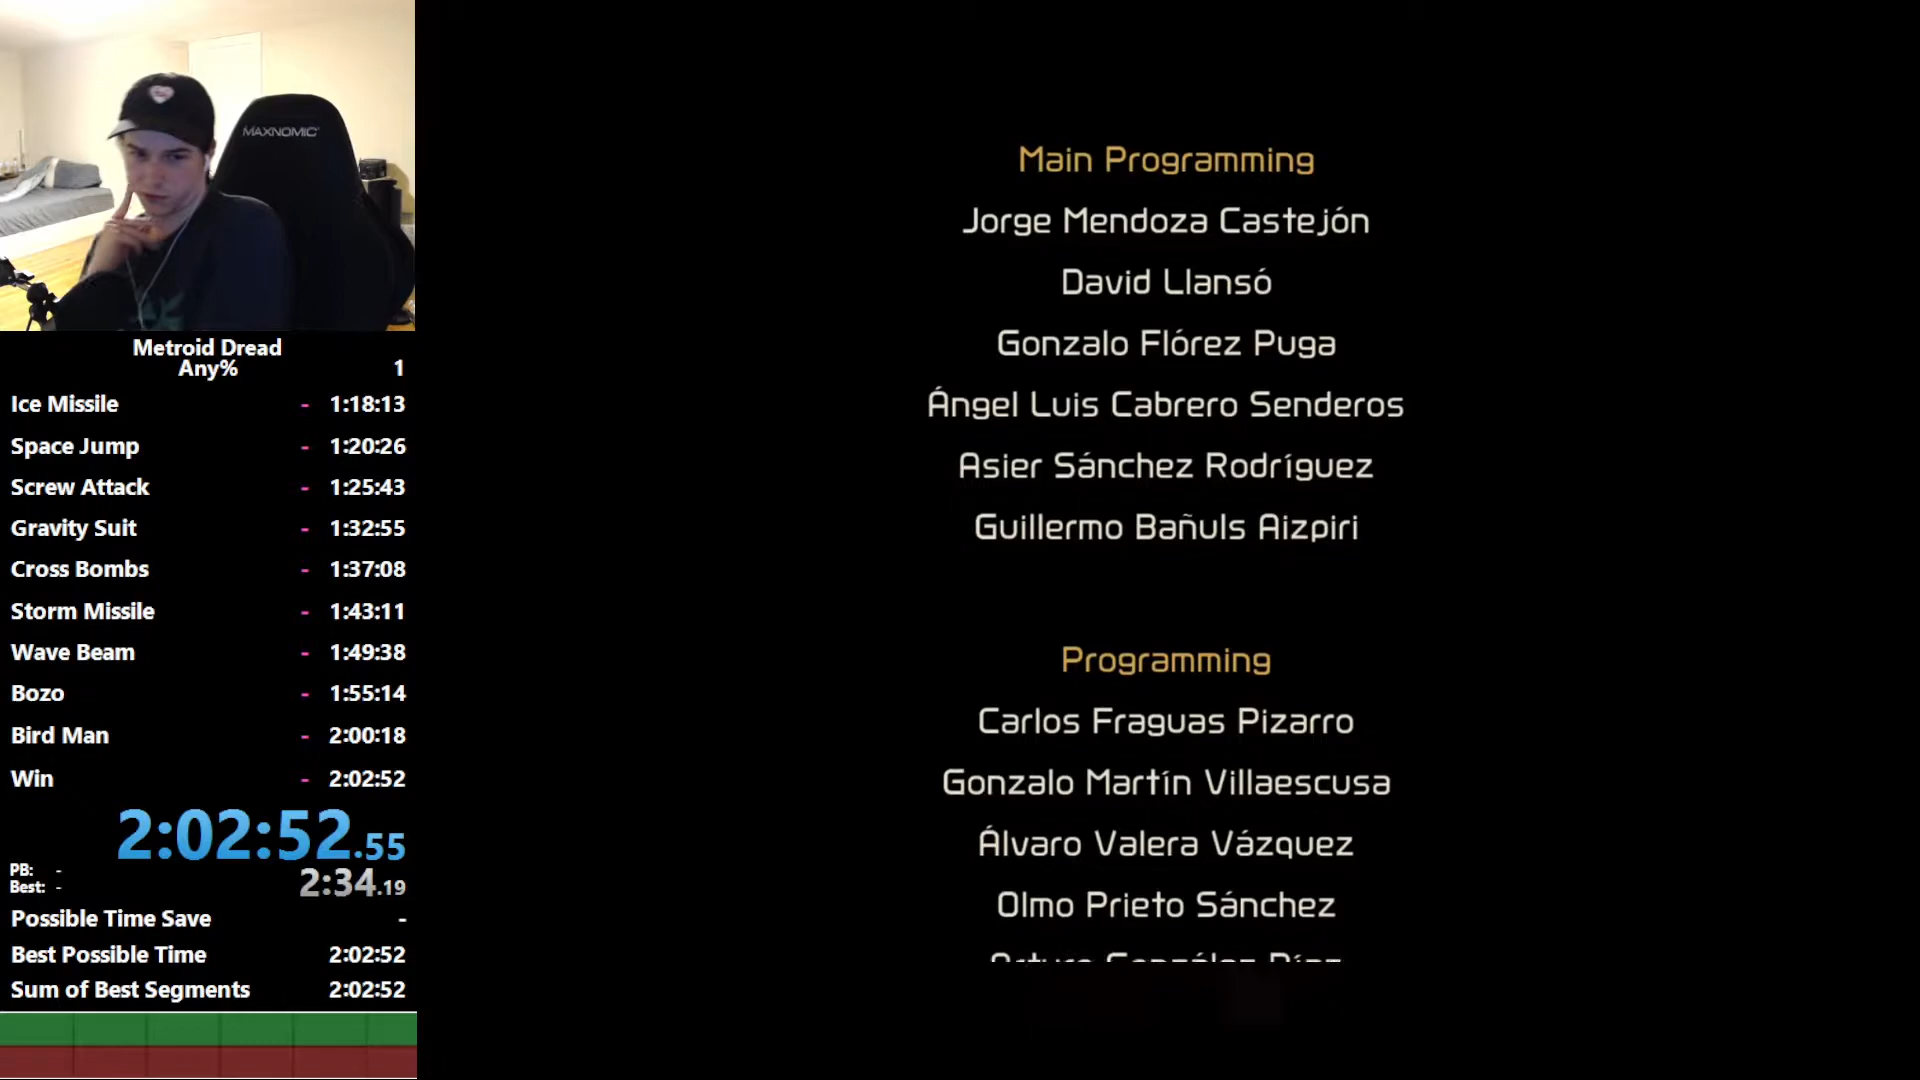 MAXNOMIC
Metroid Dread
Any% 1
Ice Missile - 1:18:13
Space Jump - 1:20:26
Screw Attack - 1:25:43
Gravity Suit - 1:32:55
Cross Bombs - 1:37:08
Storm Missile - 1:43:11
Wave Beam - 1:49:38
Bozo - 1:55:14
Bird Man - 2:00:18
Win - 2:02:52
2:02:52.55
PB: -
Best: -
2:34.19
Possible Time Save -
Best Possible Time 2:02:52
Sum of Best Segments 2:02:52
Main Programming
Jorge Mendoza Castejón
David Llansó
Gonzalo Flórez Puga
Ángel Luis Cabrero Senderos
Asier Sánchez Rodríguez
Guillermo Bañuls Aizpiri
Programming
Carlos Fraguas Pizarro
Gonzalo Martín Villaescusa
Álvaro Valera Vázquez
Olmo Prieto Sánchez